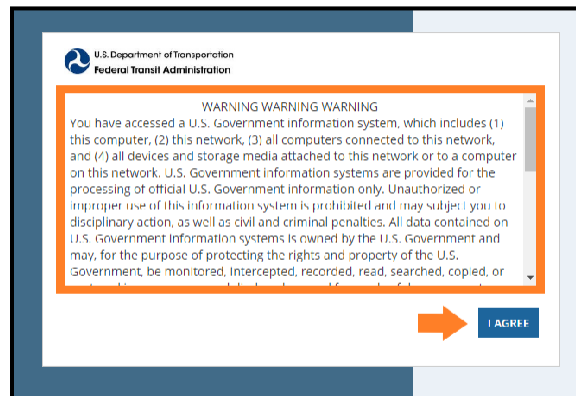 U.S. Department of Transportation
Federal Transit Administration
WARNING WARNING WARNING
You have accessed a U.S. Government information system, which includes (1)
this computer, (2) this network, (3) all computers connected to this network,
and (4) all devices and storage media attached to this network or to a computer
on this network. U.S. Government information systems are provided for the
processing of official U.S. Government information only. Unauthorized or
improper use of this information system is prohibited and may subject you to
disciplinary action, as well as civil and criminal penalties. All data contained on
U.S. Government information systems is owned by the U.S. Government and
may, for the purpose of protecting the rights and property of the U.S.
Government, be monitored, intercepted, recorded, read, searched, copied, or
I AGREE